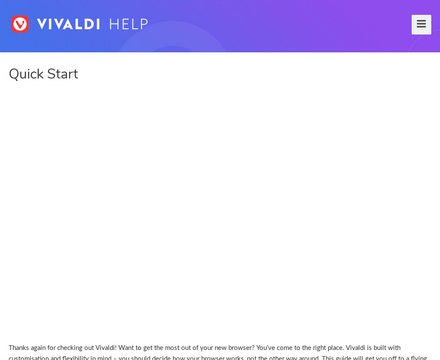 VIVALDI HELP
Quick Start
Thanks again for checking out Vivaldi! Want to get the most out of your new browser? You've come to the right place. Vivaldi is built with
customisation and flexibility in mind – you should decide how your browser works, not the other way around. This guide will get you off to a flying